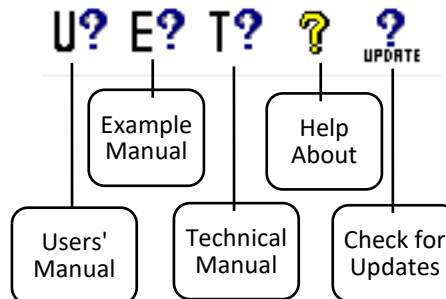 U? E? T? ? ?
UPDATE
Example
Manual
Help
About
Users'
Manual
Technical
Manual
Check for
Updates